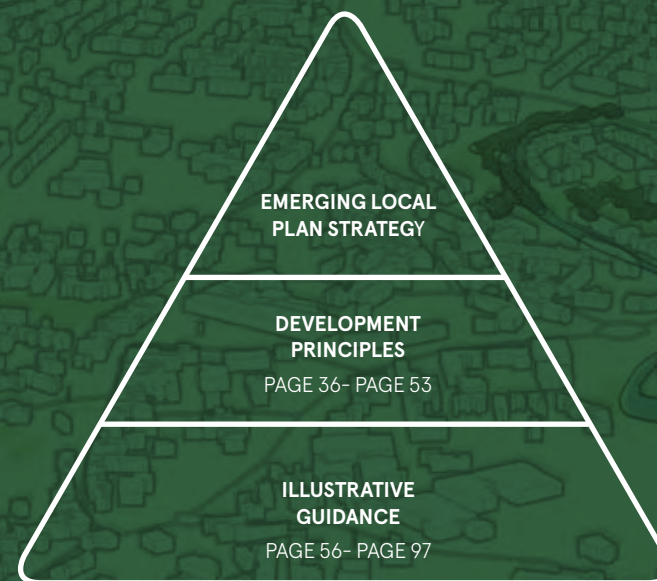 EMERGING LOCAL
PLAN STRATEGY
DEVELOPMENT
PRINCIPLES
PAGE 36- PAGE 53
ILLUSTRATIVE
GUIDANCE
PAGE 56- PAGE 97